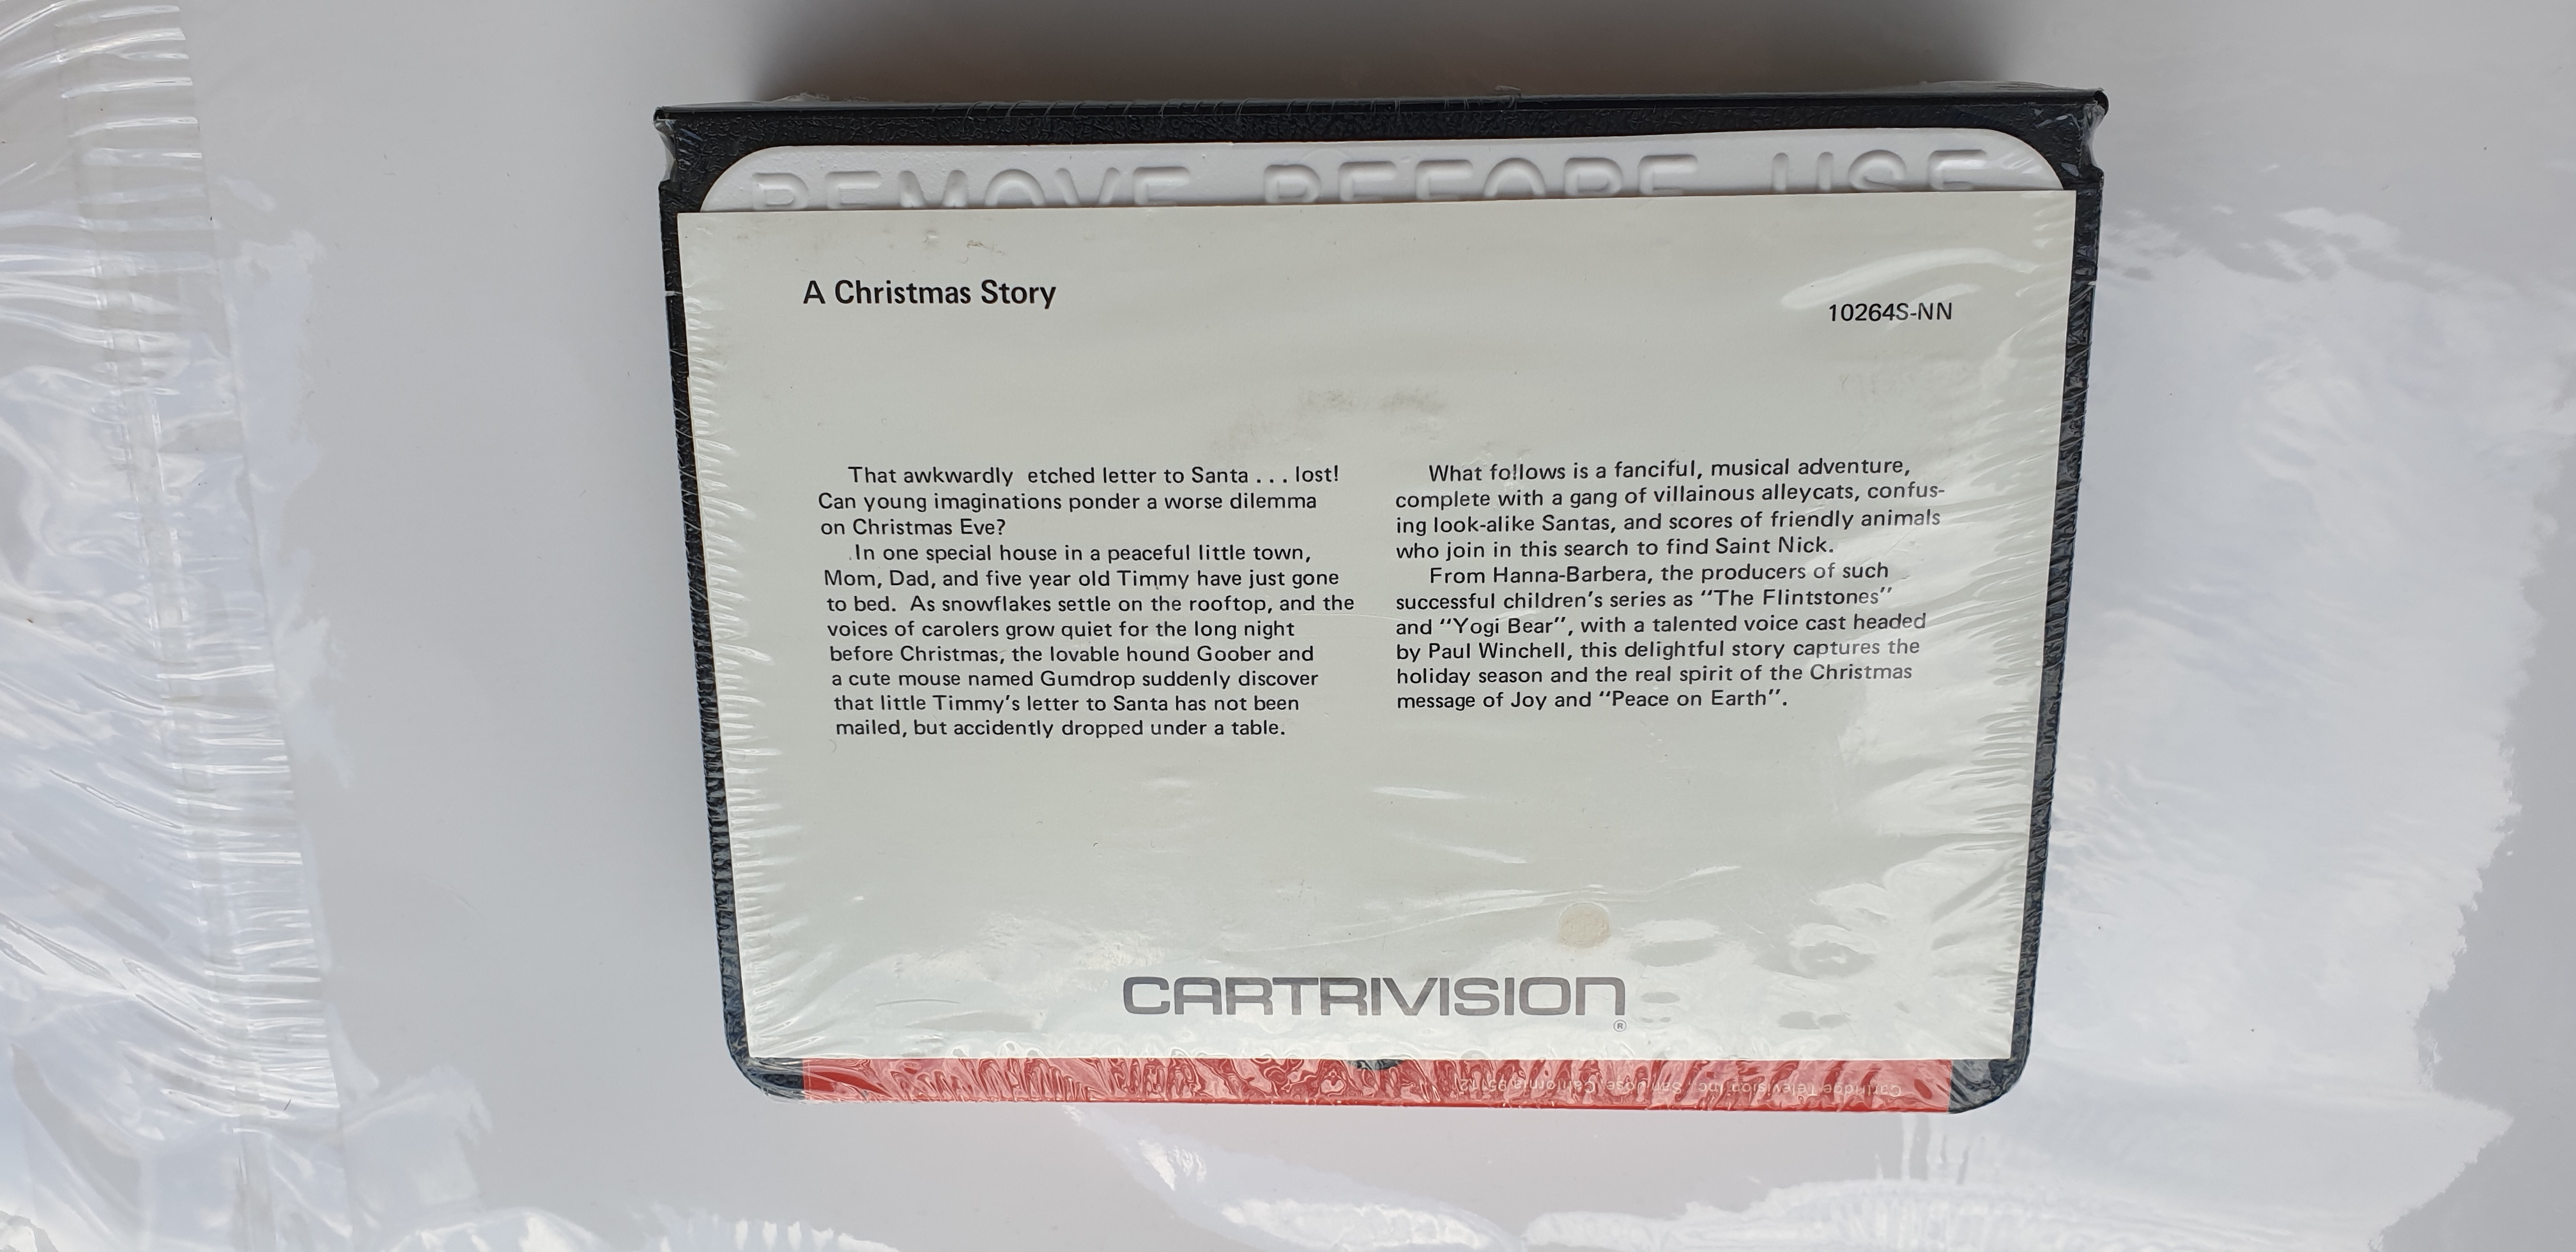 REMOVE BEFORE USE
A Christmas Story
10264S-NN
That awkwardly etched letter to Santa . . . lost!
Can young imaginations ponder a worse dilemma
on Christmas Eve?
In one special house in a peaceful little town,
Mom, Dad, and five year old Timmy have just gone
to bed. As snowflakes settle on the rooftop, and the
voices of carolers grow quiet for the long night
before Christmas, the lovable hound Goober and
a cute mouse named Gumdrop suddenly discover
that little Timmy's letter to Santa has not been
mailed, but accidently dropped under a table.
What follows is a fanciful, musical adventure,
complete with a gang of villainous alleycats, confus-
ing look-alike Santas, and scores of friendly animals
who join in this search to find Saint Nick.
From Hanna-Barbera, the producers of such
successful children's series as "The Flintstones"
and "Yogi Bear", with a talented voice cast headed
by Paul Winchell, this delightful story captures the
holiday season and the real spirit of the Christmas
message of Joy and "Peace on Earth".
CARTRIVISION
®
Cartridge Television Inc., San Jose, California 95112